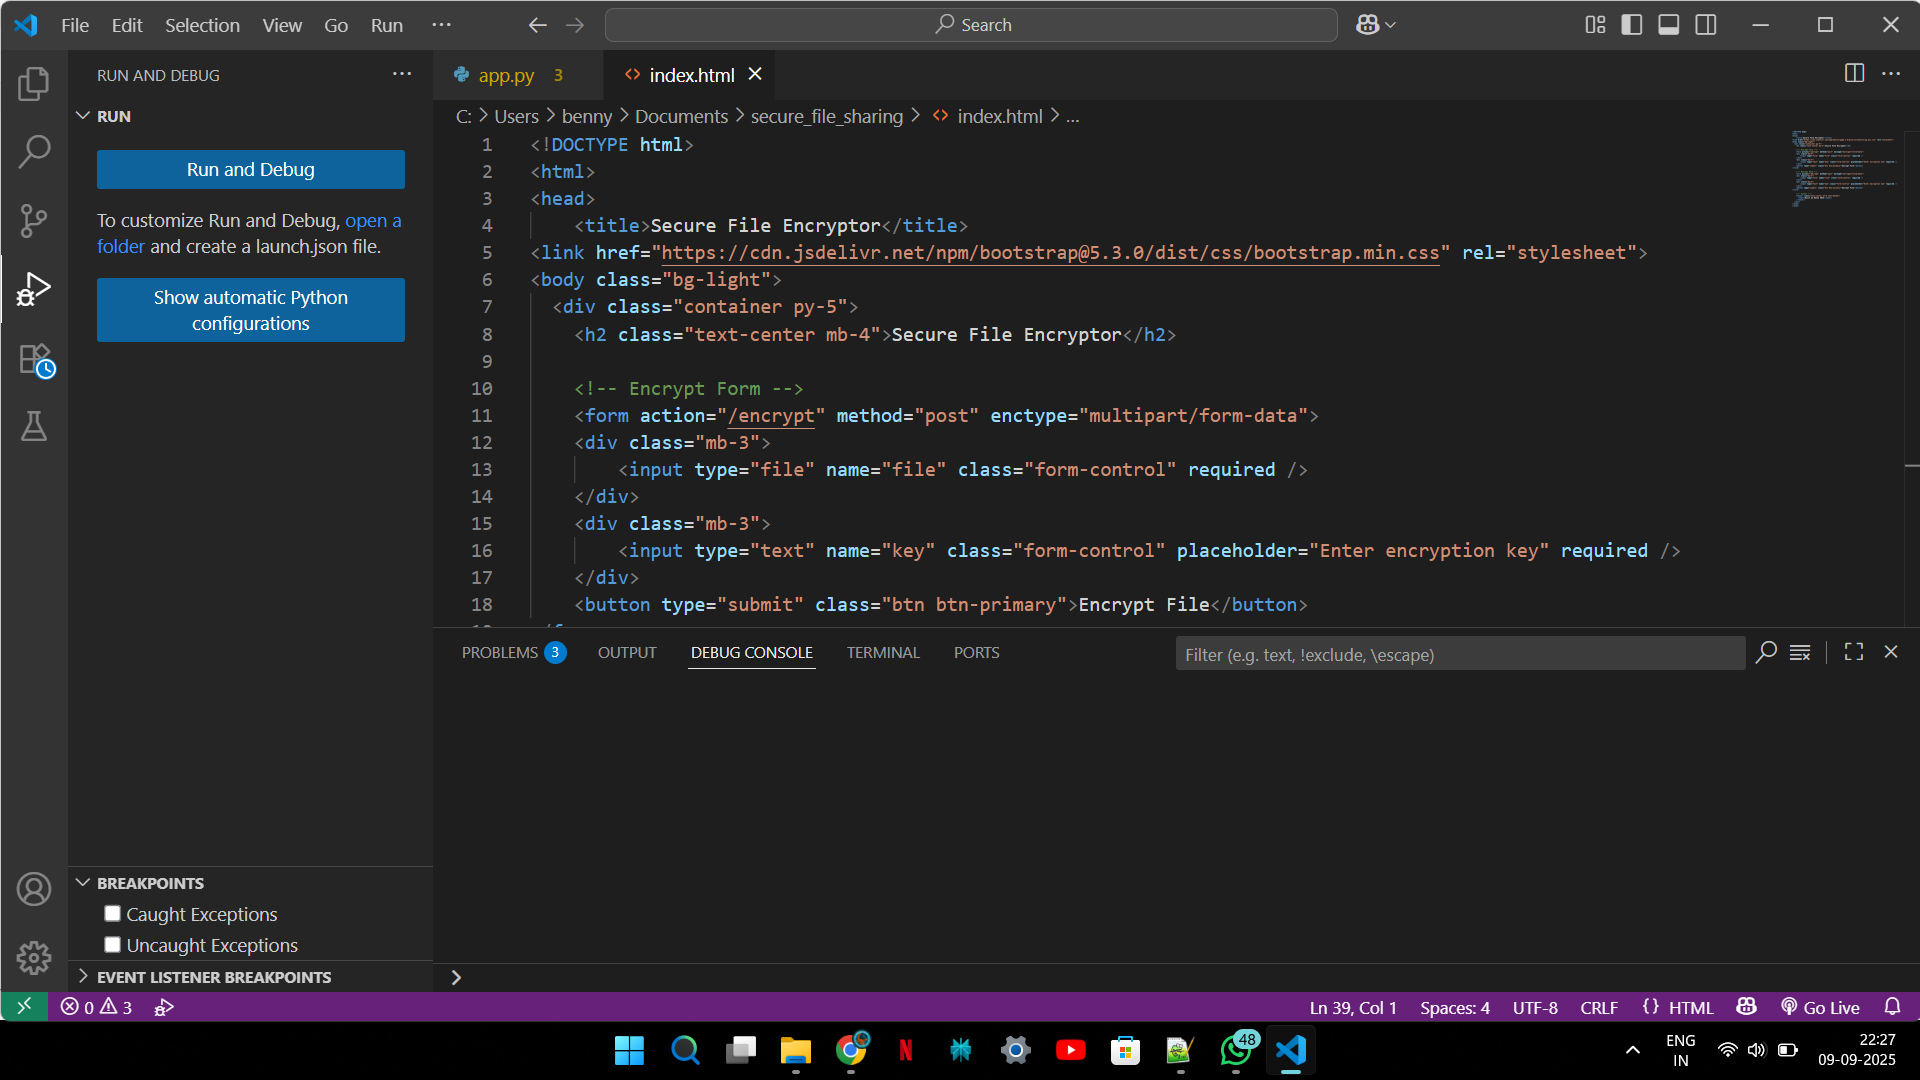 File Edit Selection View Go Run ···
Search
RUN AND DEBUG
RUN
Run and Debug
To customize Run and Debug, open a
folder and create a launch.json file.
Show automatic Python
configurations
BREAKPOINTS
Caught Exceptions
Uncaught Exceptions
EVENT LISTENER BREAKPOINTS
app.py 3
index.html
C: > Users > benny > Documents > secure_file_sharing > index.html > ...
1 <!DOCTYPE html>
2 <html>
3 <head>
4 <title>Secure File Encryptor</title>
5 <link href="https://cdn.jsdelivr.net/npm/bootstrap@5.3.0/dist/css/bootstrap.min.css" rel="stylesheet">
6 <body class="bg-light">
7 <div class="container py-5">
8 <h2 class="text-center mb-4">Secure File Encryptor</h2>
9
10 <!-- Encrypt Form -->
11 <form action="/encrypt" method="post" enctype="multipart/form-data">
12 <div class="mb-3">
13 <input type="file" name="file" class="form-control" required />
14 </div>
15 <div class="mb-3">
16 <input type="text" name="key" class="form-control" placeholder="Enter encryption key" required />
17 </div>
18 <button type="submit" class="btn btn-primary">Encrypt File</button>
PROBLEMS 3 OUTPUT DEBUG CONSOLE TERMINAL PORTS
Filter (e.g. text, !exclude, \escape)
0 3
Ln 39, Col 1 Spaces: 4 UTF-8 CRLF {} HTML Go Live
48
ENG
IN
22:27
09-09-2025